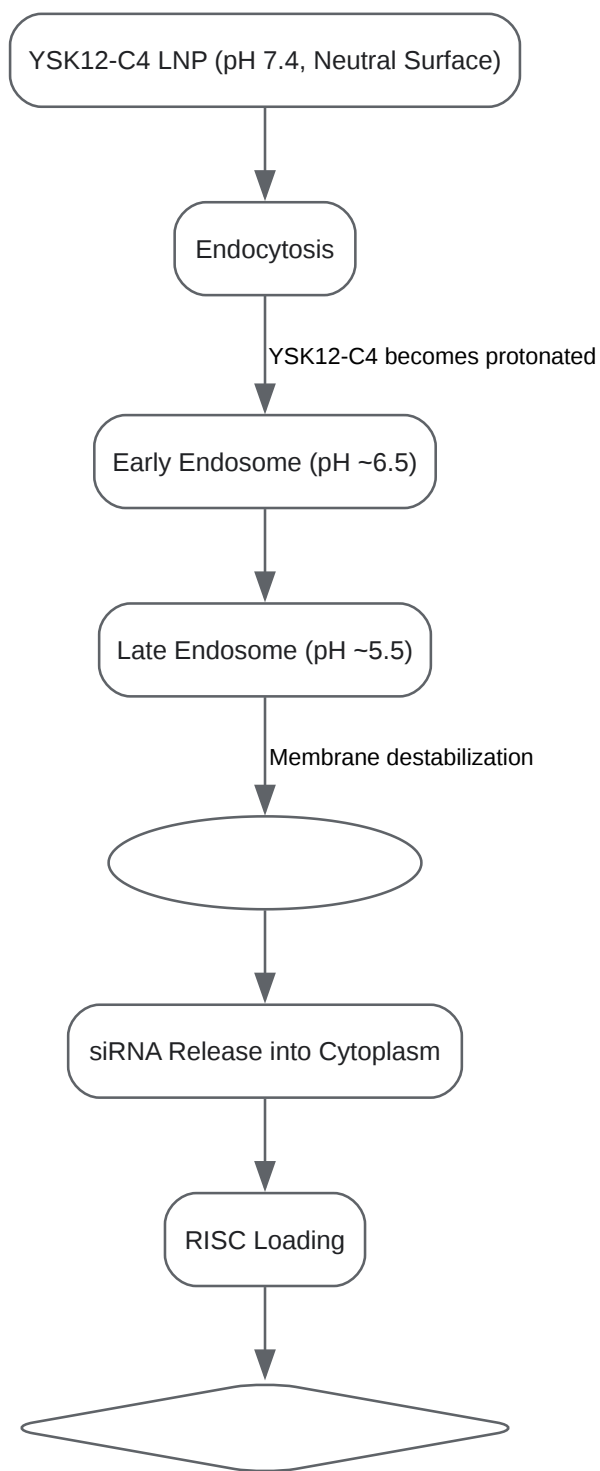 YSK12-C4 LNP (pH 7.4, Neutral Surface)
Endocytosis
YSK12-C4 becomes protonated
Early Endosome (pH ~6.5)
Late Endosome (pH ~5.5)
Membrane destabilization
siRNA Release into Cytoplasm
RISC Loading